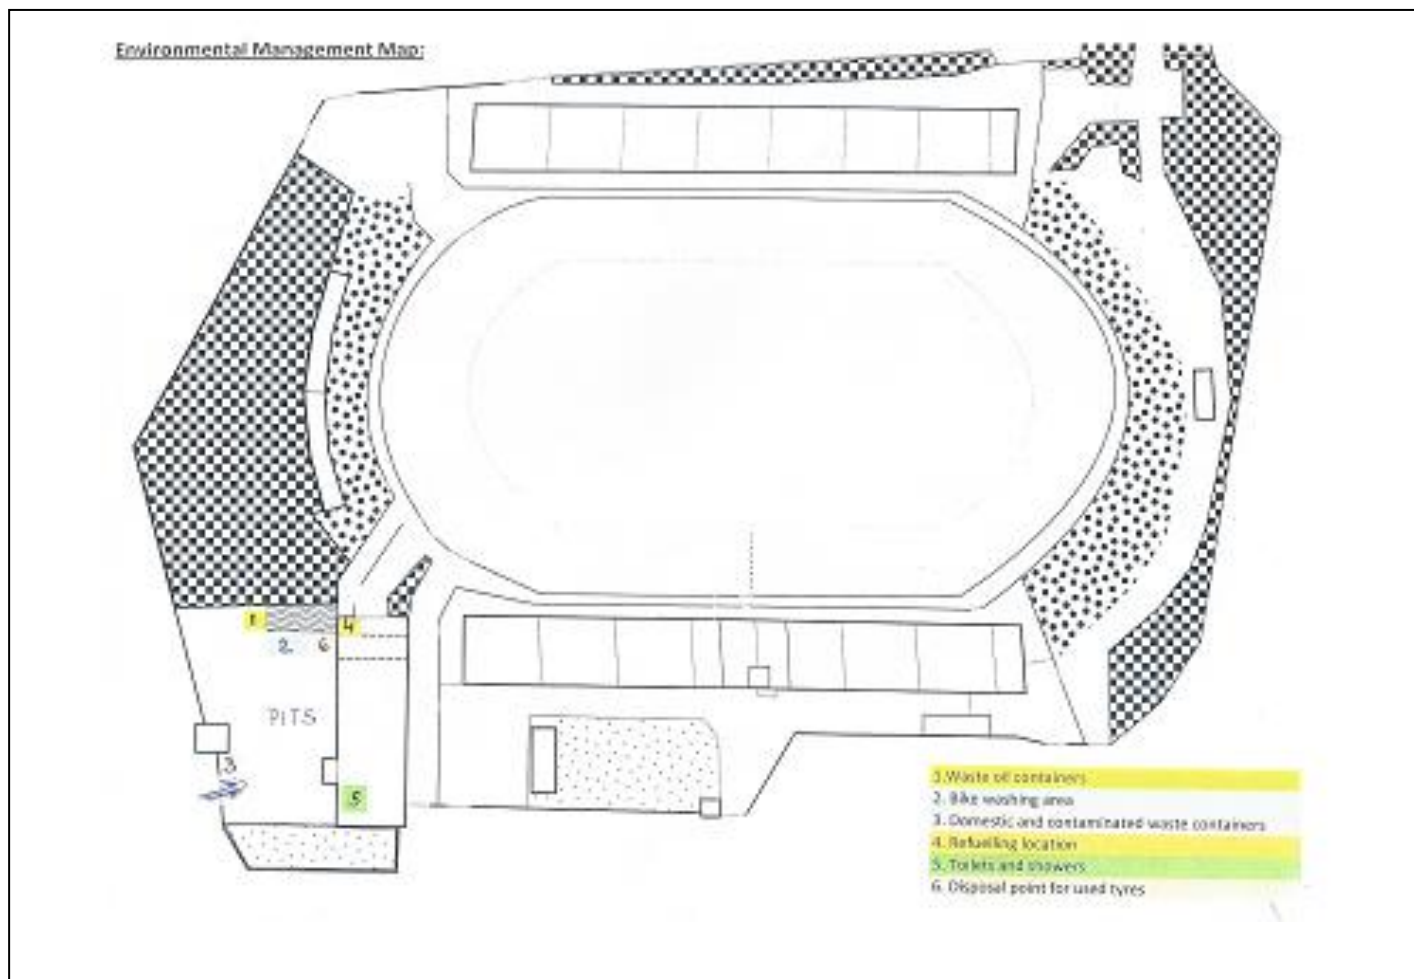 Environmental Management Map:
1
4
2.
6
PITS
3
5
1.Waste oil containers
2. Bike washing area
3. Domestic and contaminated waste containers
4. Refuelling location
5. Toilets and showers
6. Disposal point for used tyres